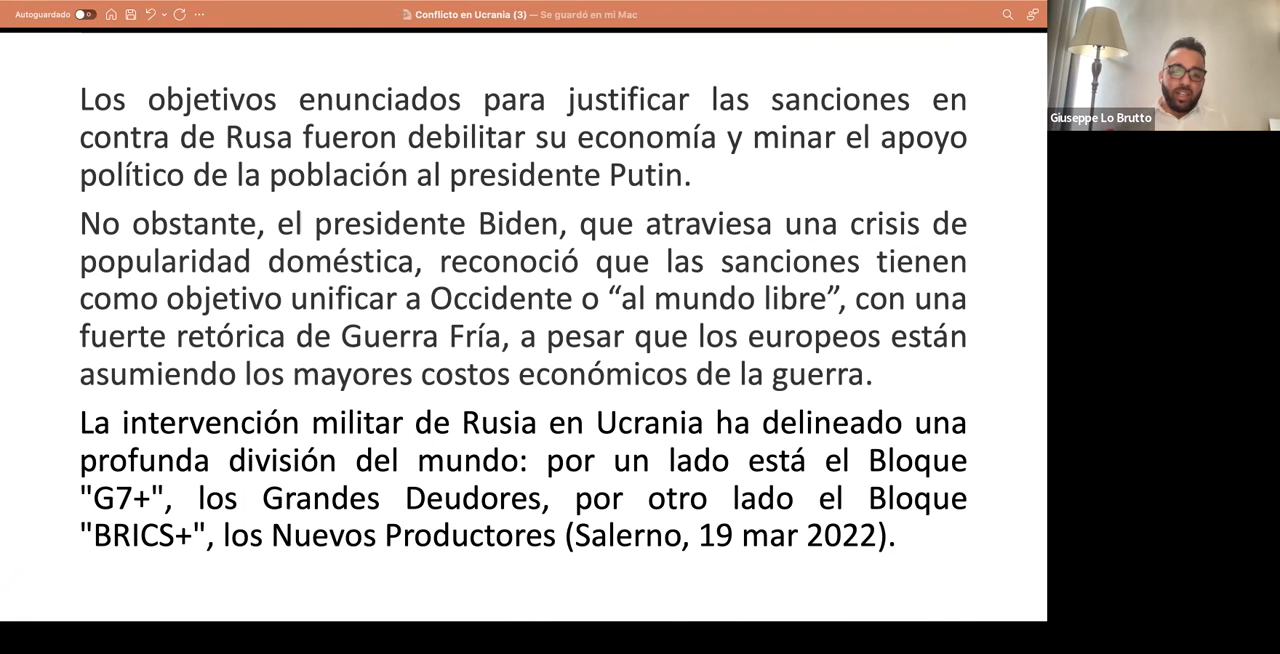 Autoguardado
Conflicto en Ucrania (3) — Se guardó en mi Mac
Giuseppe Lo Brutto
Los objetivos enunciados para justificar las sanciones en
contra de Rusa fueron debilitar su economía y minar el apoyo
político de la población al presidente Putin.
No obstante, el presidente Biden, que atraviesa una crisis de
popularidad doméstica, reconoció que las sanciones tienen
como objetivo unificar a Occidente o “al mundo libre”, con una
fuerte retórica de Guerra Fría, a pesar que los europeos están
asumiendo los mayores costos económicos de la guerra.
La intervención militar de Rusia en Ucrania ha delineado una
profunda división del mundo: por un lado está el Bloque
"G7+", los Grandes Deudores, por otro lado el Bloque
"BRICS+", los Nuevos Productores (Salerno, 19 mar 2022).